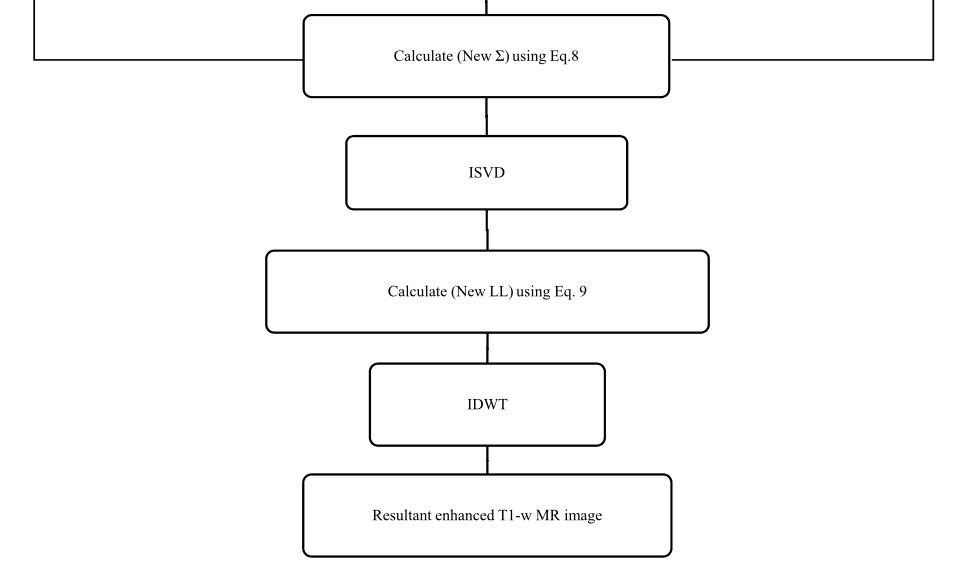 Calculate (New Σ) using Eq.8
ISVD
Calculate (New LL) using Eq. 9
IDWT
Resultant enhanced T1-w MR image